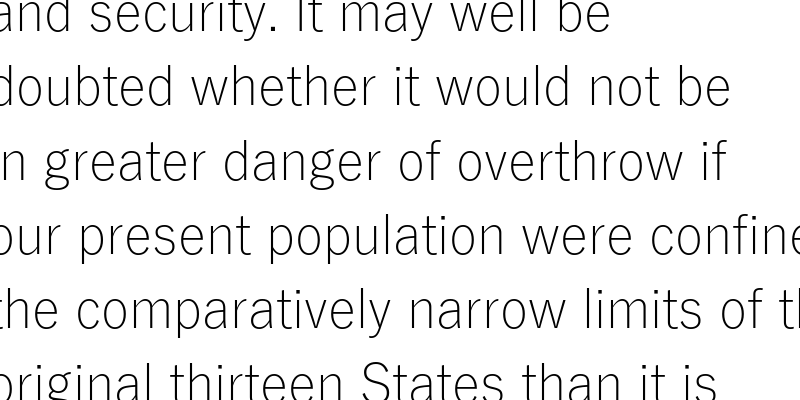 and security. It may well be
doubted whether it would not be
in greater danger of overthrow if
our present population were confine
the comparatively narrow limits of th
original thirteen States than it is